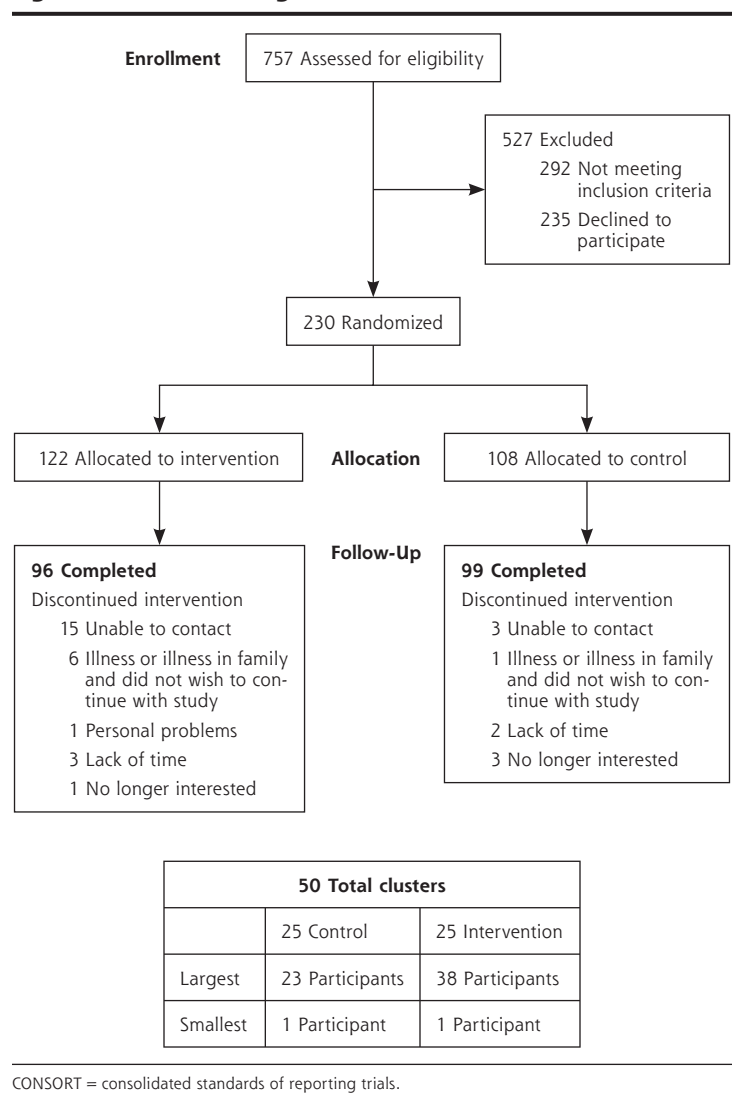 Enrollment
757 Assessed for eligibility
527 Excluded
292 Not meeting
inclusion criteria
235 Declined to
participate
230 Randomized
122 Allocated to intervention
Allocation
108 Allocated to control
Follow-Up
96 Completed
Discontinued intervention
15 Unable to contact
6 Illness or illness in family
and did not wish to con-
tinue with study
1 Personal problems
3 Lack of time
1 No longer interested
99 Completed
Discontinued intervention
3 Unable to contact
1 Illness or illness in family
and did not wish to con-
tinue with study
2 Lack of time
3 No longer interested
50 Total clusters
25 Control 25 Intervention
Largest 23 Participants 38 Participants
Smallest 1 Participant 1 Participant
CONSORT = consolidated standards of reporting trials.